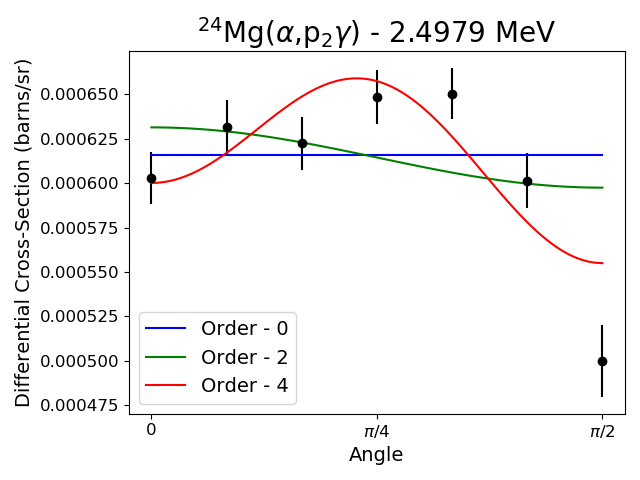 ²⁴Mg(α,p₂γ) - 2.4979 MeV
Differential Cross-Section (barns/sr)
0.000650
0.000625
0.000600
0.000575
0.000550
0.000525
0.000500
0.000475
Order - 0
Order - 2
Order - 4
0 π/4 π/2
Angle